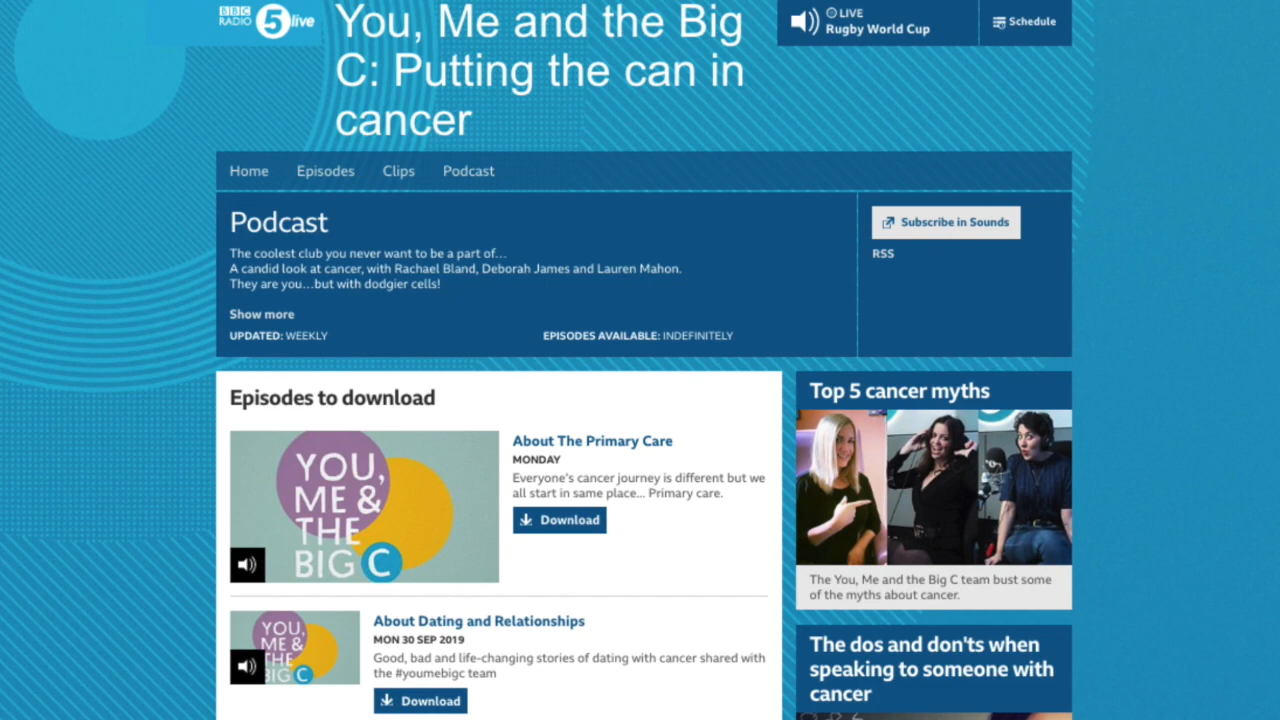 BBC
RADIO 5 live
You, Me and the Big
C: Putting the can in
cancer
LIVE
Rugby World Cup
Schedule
Home Episodes Clips Podcast
Podcast
The coolest club you never want to be a part of...
A candid look at cancer, with Rachael Bland, Deborah James and Lauren Mahon.
They are you...but with dodgier cells!
Show more
UPDATED: WEEKLY EPISODES AVAILABLE: INDEFINITELY
Subscribe in Sounds
RSS
Episodes to download
YOU,
ME &
THE
BIG C
About The Primary Care
MONDAY
Everyone's cancer journey is different but we
all start in same place... Primary care.
Download
YOU,
ME &
THE
BIG C
About Dating and Relationships
MON 30 SEP 2019
Good, bad and life-changing stories of dating with cancer shared with
the #youmebigc team
Download
Top 5 cancer myths
5
The You, Me and the Big C team bust some
of the myths about cancer.
The dos and don'ts when
speaking to someone with
cancer